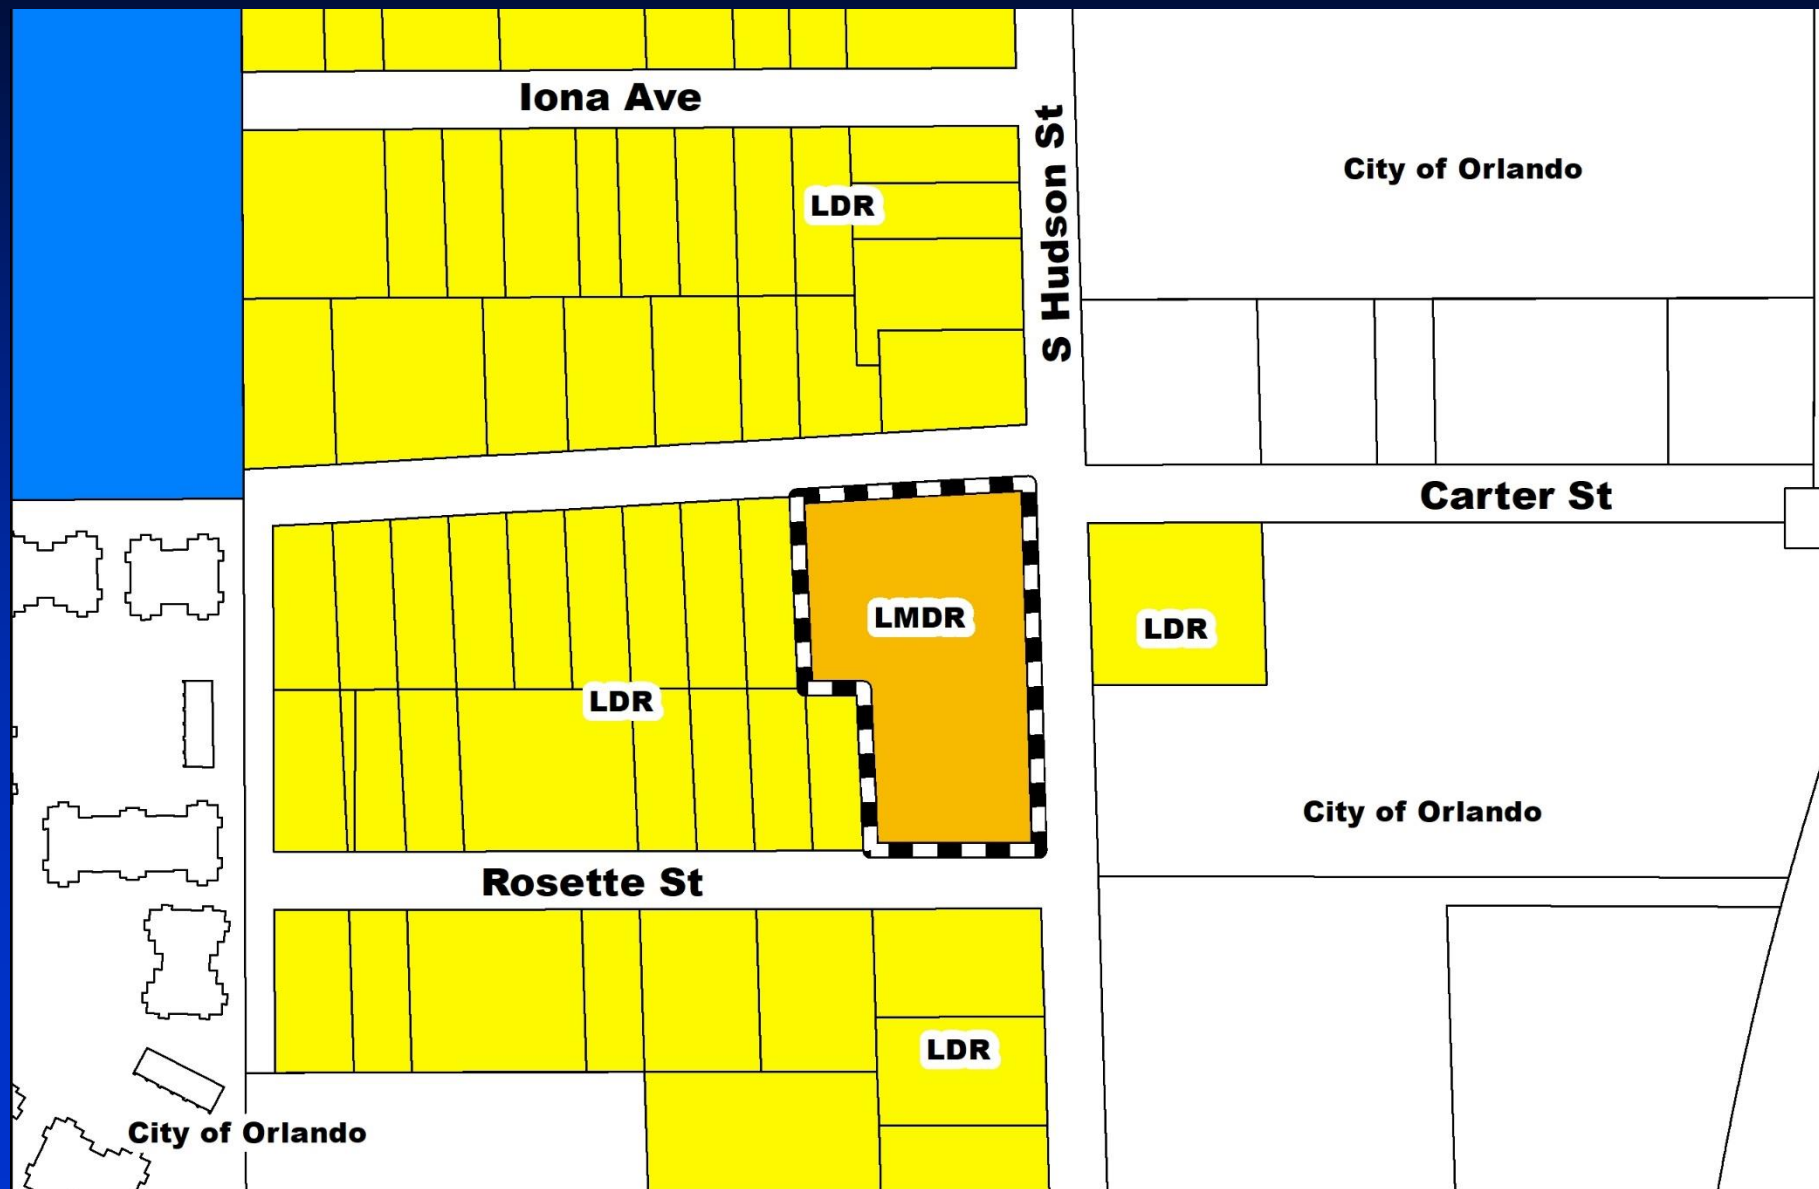 Iona Ave
S Hudson St
City of Orlando
LDR
Carter St
LMDR
LDR
LDR
City of Orlando
Rosette St
LDR
City of Orlando